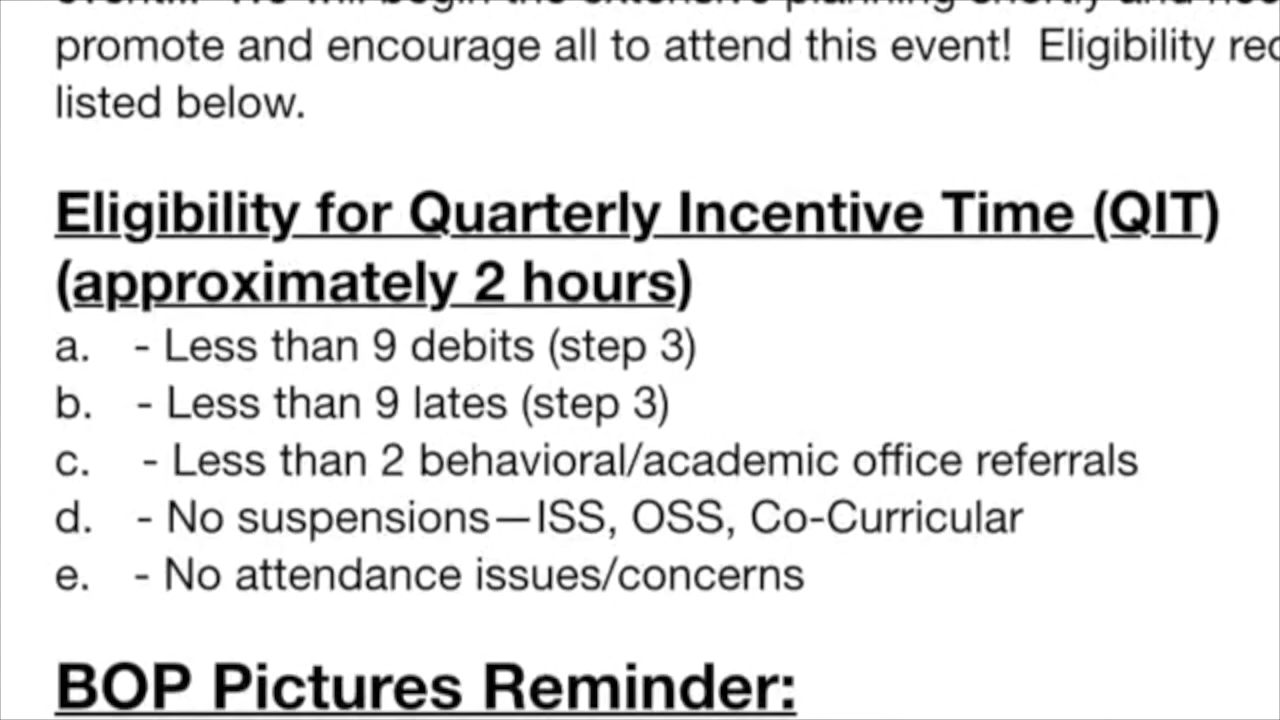 promote and encourage all to attend this event!  Eligibility
listed below.
Eligibility for Quarterly Incentive Time (QIT)
(approximately 2 hours)
a. - Less than 9 debits (step 3)
b. - Less than 9 lates (step 3)
c. - Less than 2 behavioral/academic office referrals
d. - No suspensions—ISS, OSS, Co-Curricular
e. - No attendance issues/concerns
BOP Pictures Reminder: